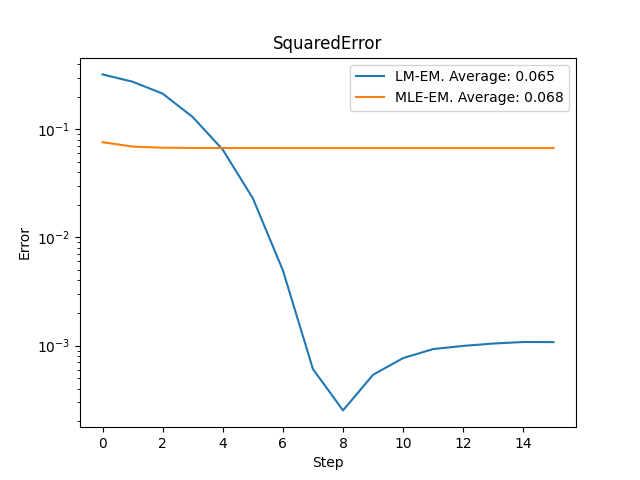 SquaredError
LM-EM. Average: 0.065
MLE-EM. Average: 0.068
Error
10⁻¹
10⁻²
10⁻³
0 2 4 6 8 10 12 14
Step